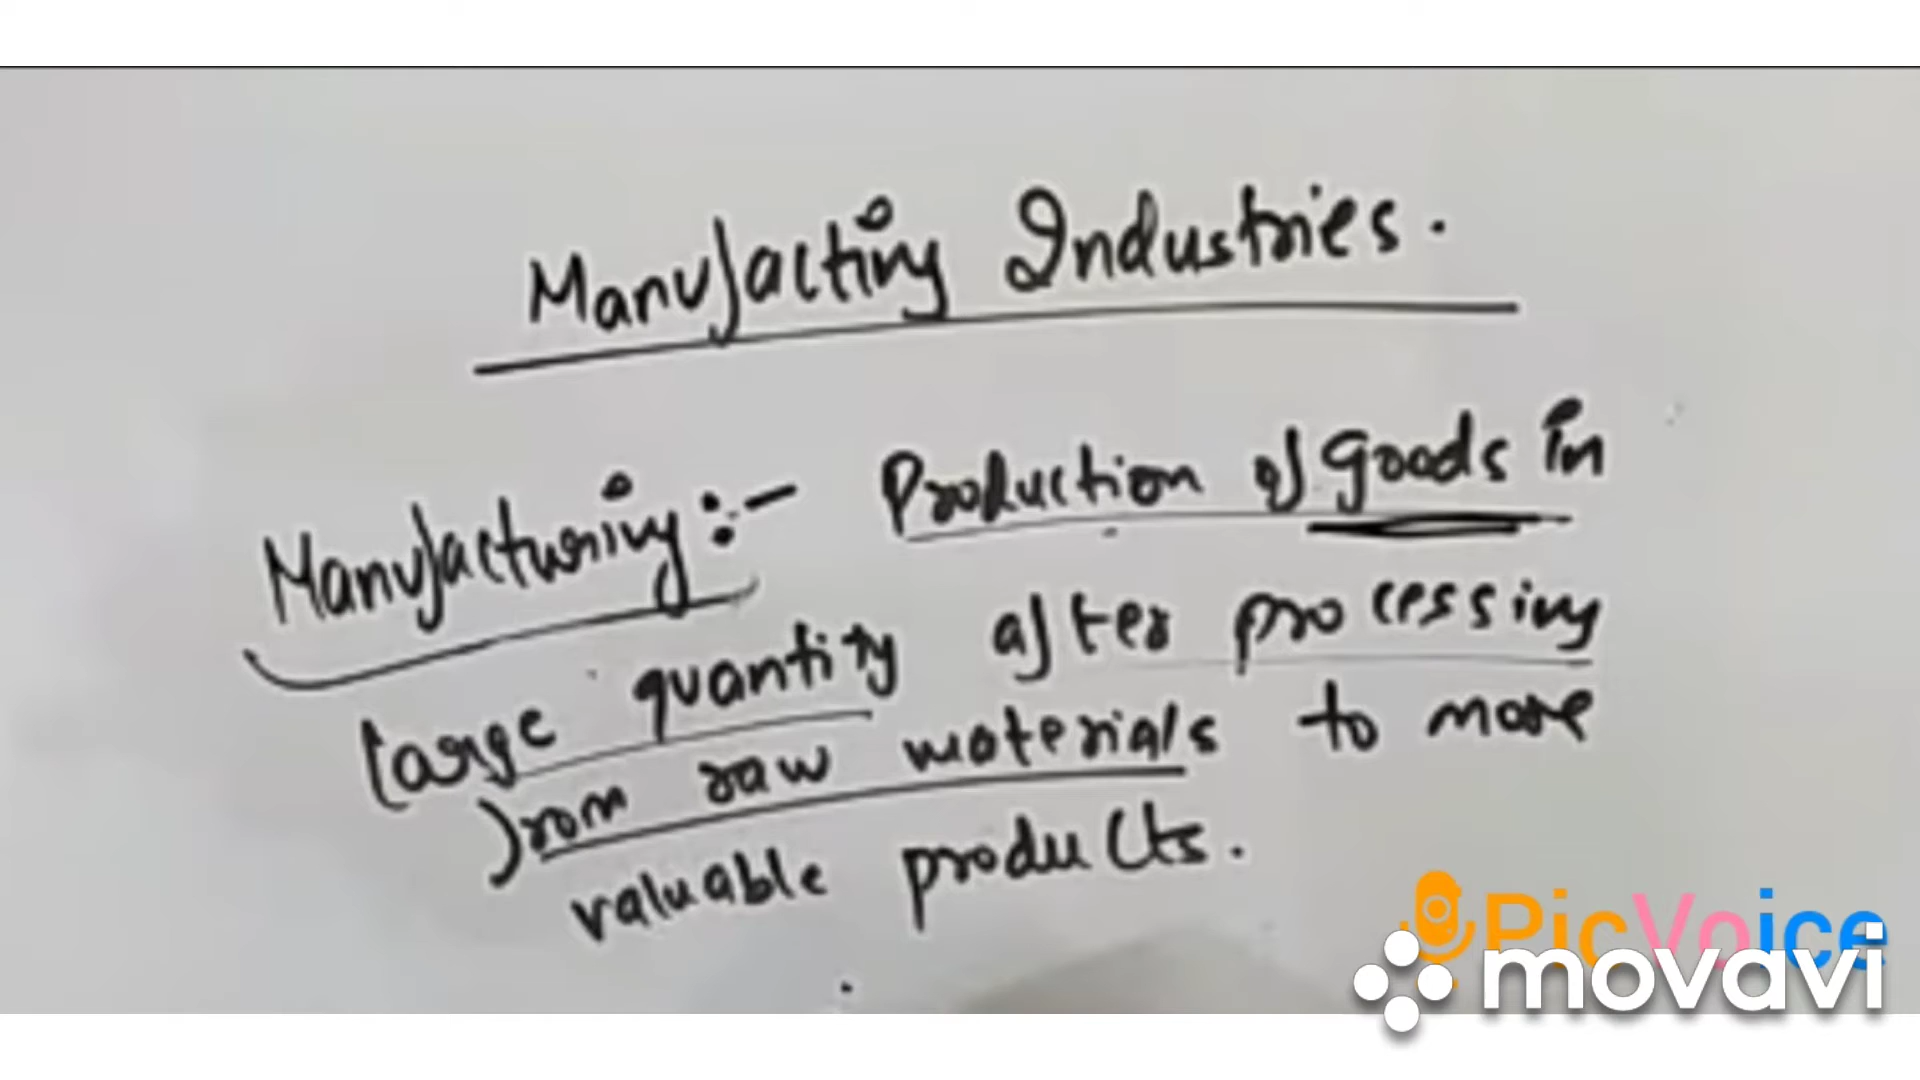 Manufacting Industries.
Manufacturing:- Production of goods in
large quantity after processing
from raw materials to more
valuable products.
PicVoice
movavi